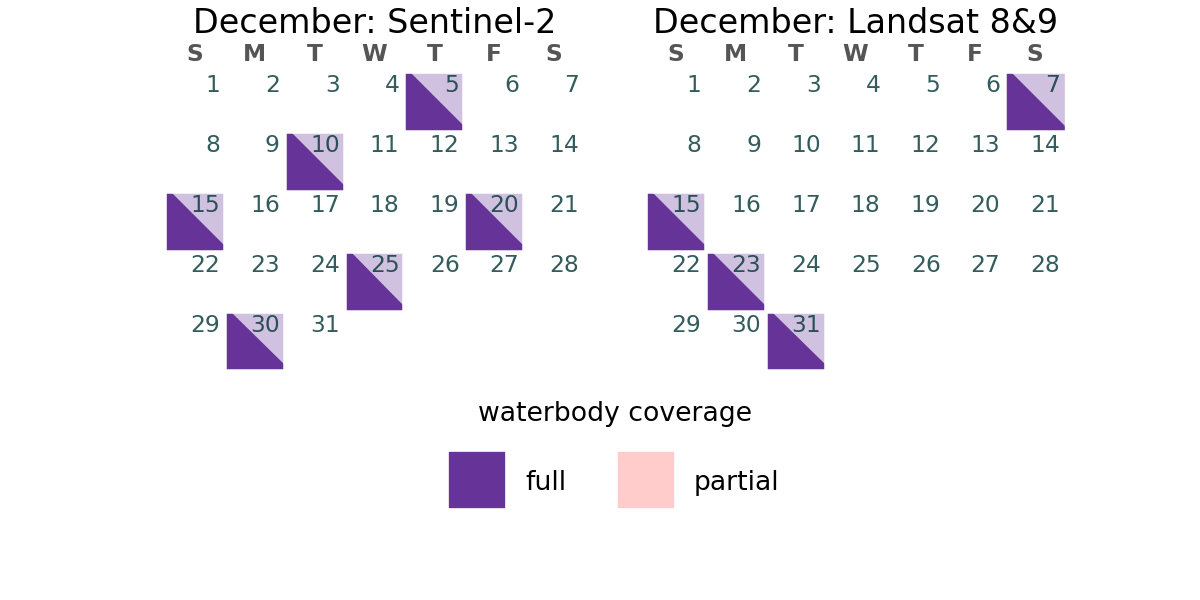 December: Sentinel-2
S M T W T F S
1 2 3 4 5 6 7
8 9 10 11 12 13 14
15 16 17 18 19 20 21
22 23 24 25 26 27 28
29 30 31
December: Landsat 8&9
S M T W T F S
1 2 3 4 5 6 7
8 9 10 11 12 13 14
15 16 17 18 19 20 21
22 23 24 25 26 27 28
29 30 31
waterbody coverage
full
partial